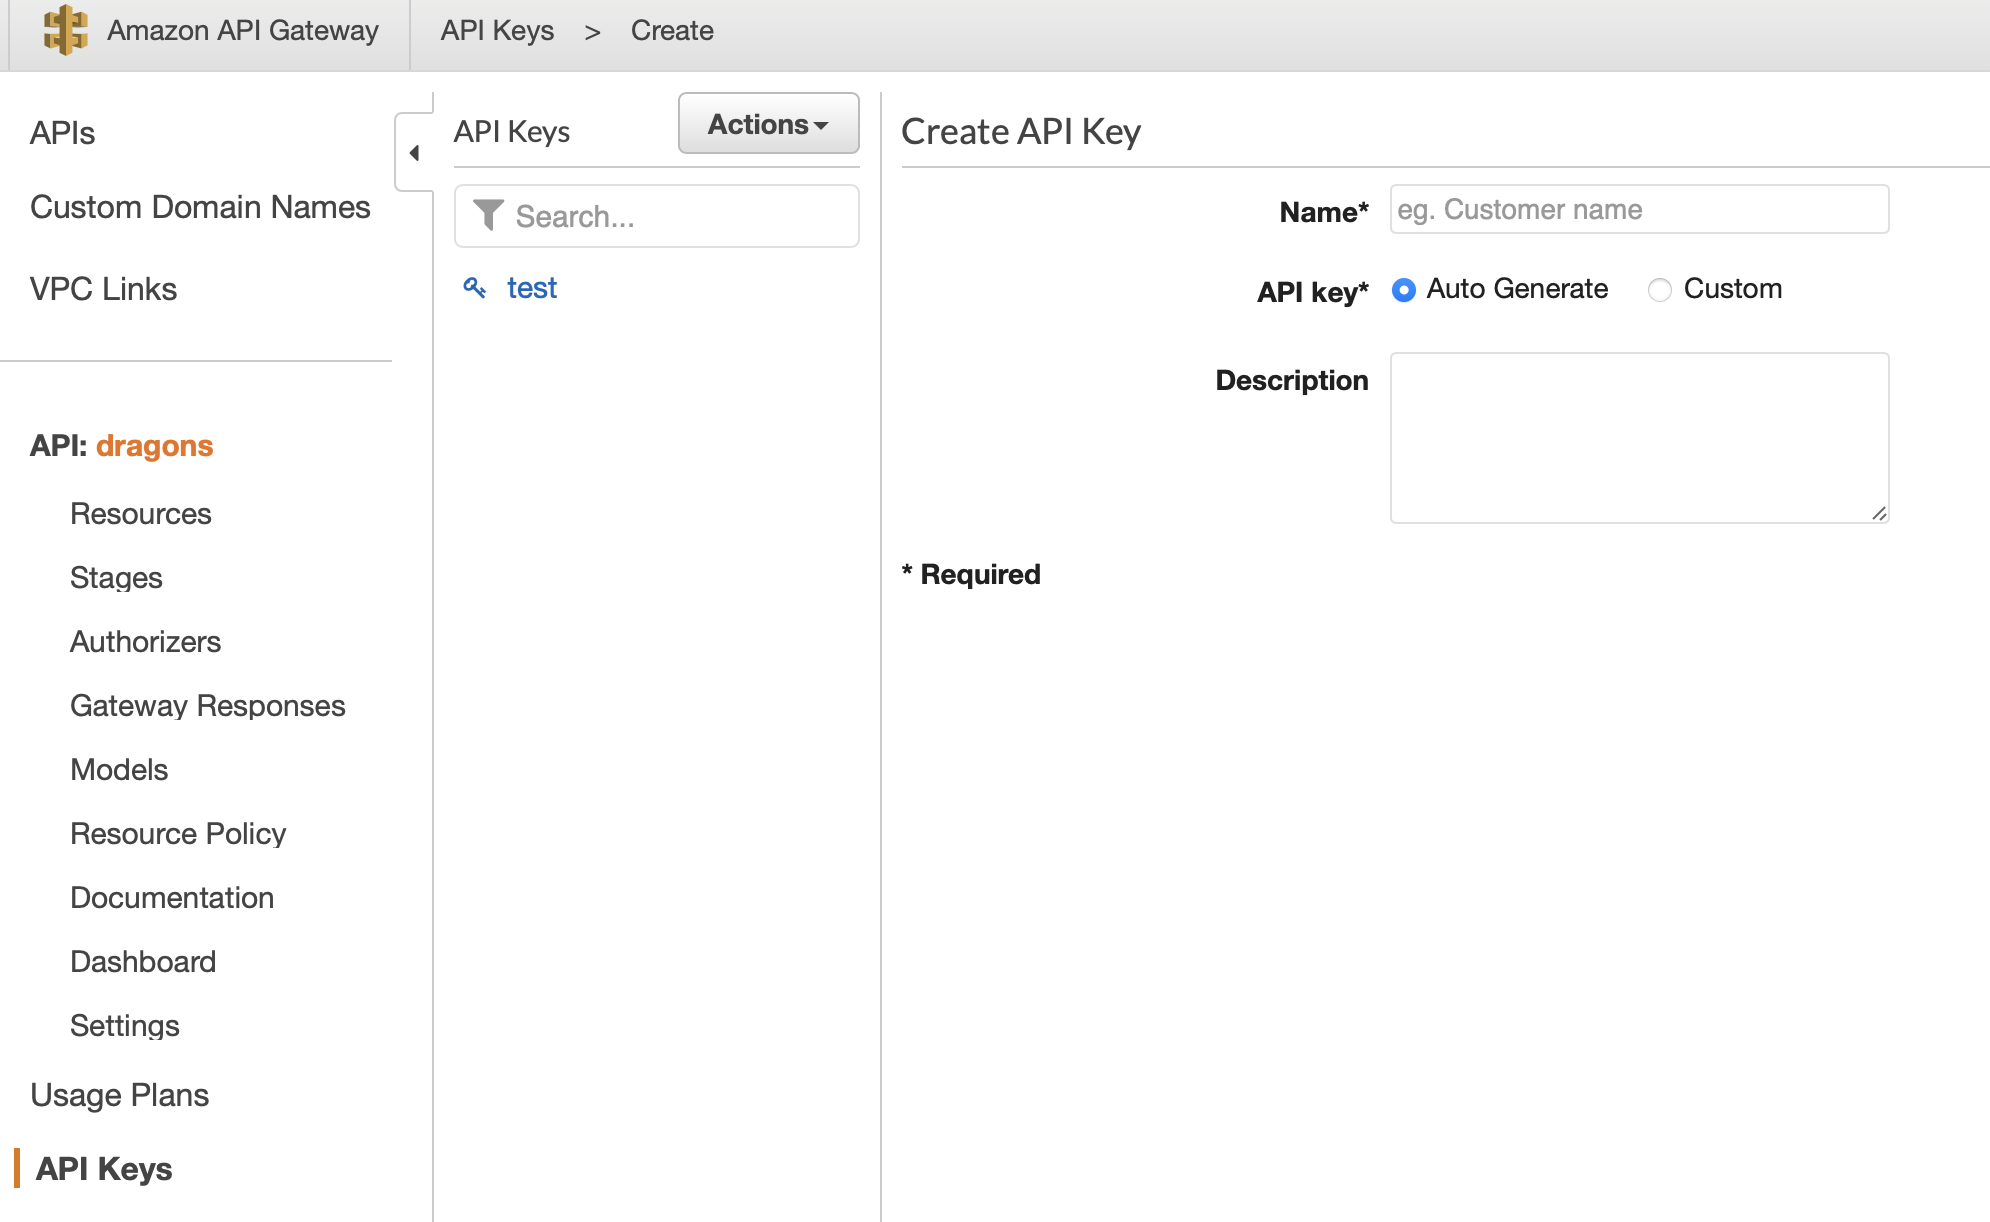 Amazon API Gateway
API Keys > Create
APIs
Custom Domain Names
VPC Links
API: dragons
Resources
Stages
Authorizers
Gateway Responses
Models
Resource Policy
Documentation
Dashboard
Settings
Usage Plans
API Keys
API Keys
Actions
Search...
test
Create API Key
Name*
eg. Customer name
API key*
Auto Generate
Custom
Description
* Required